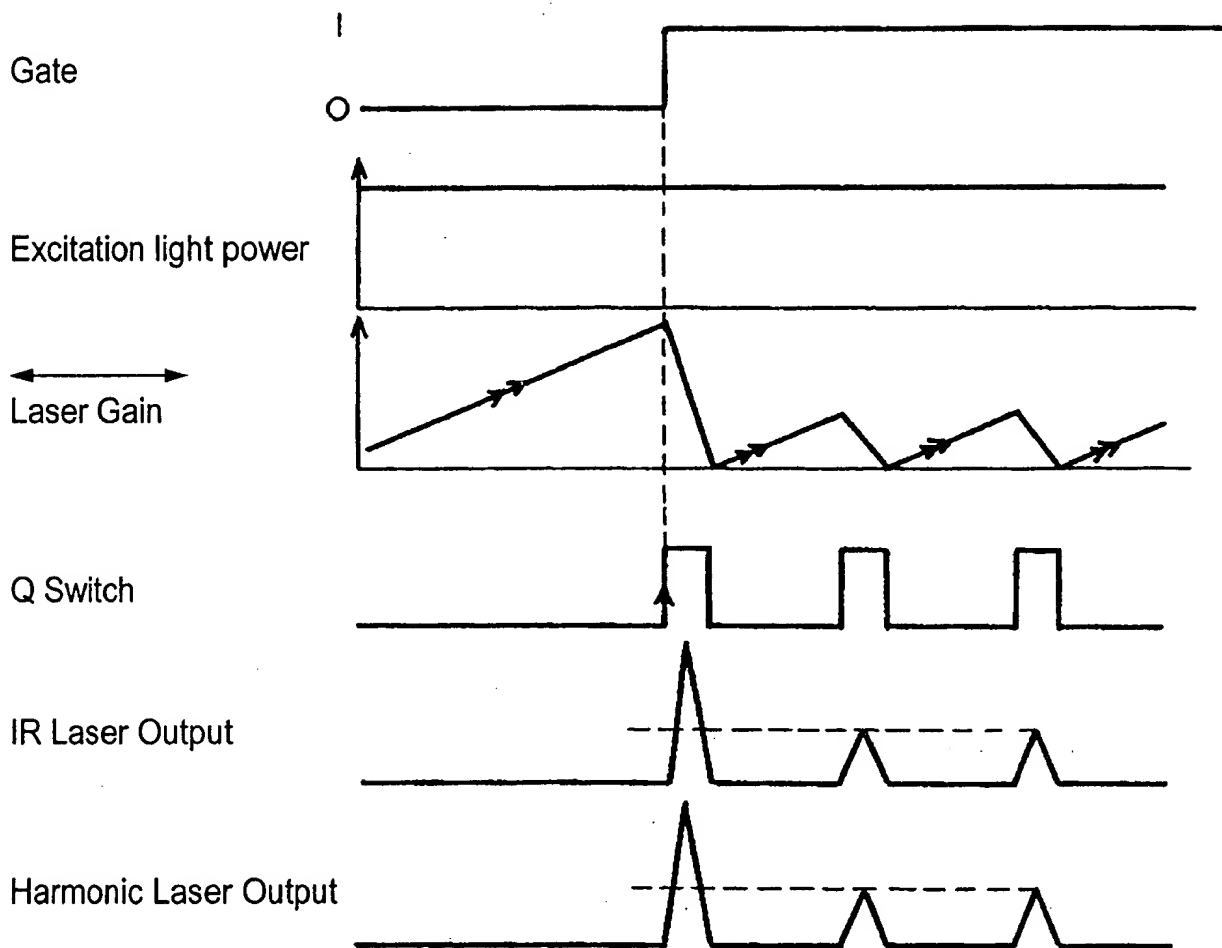 I
Gate
O
Excitation light power
Laser Gain
Q Switch
IR Laser Output
Harmonic Laser Output